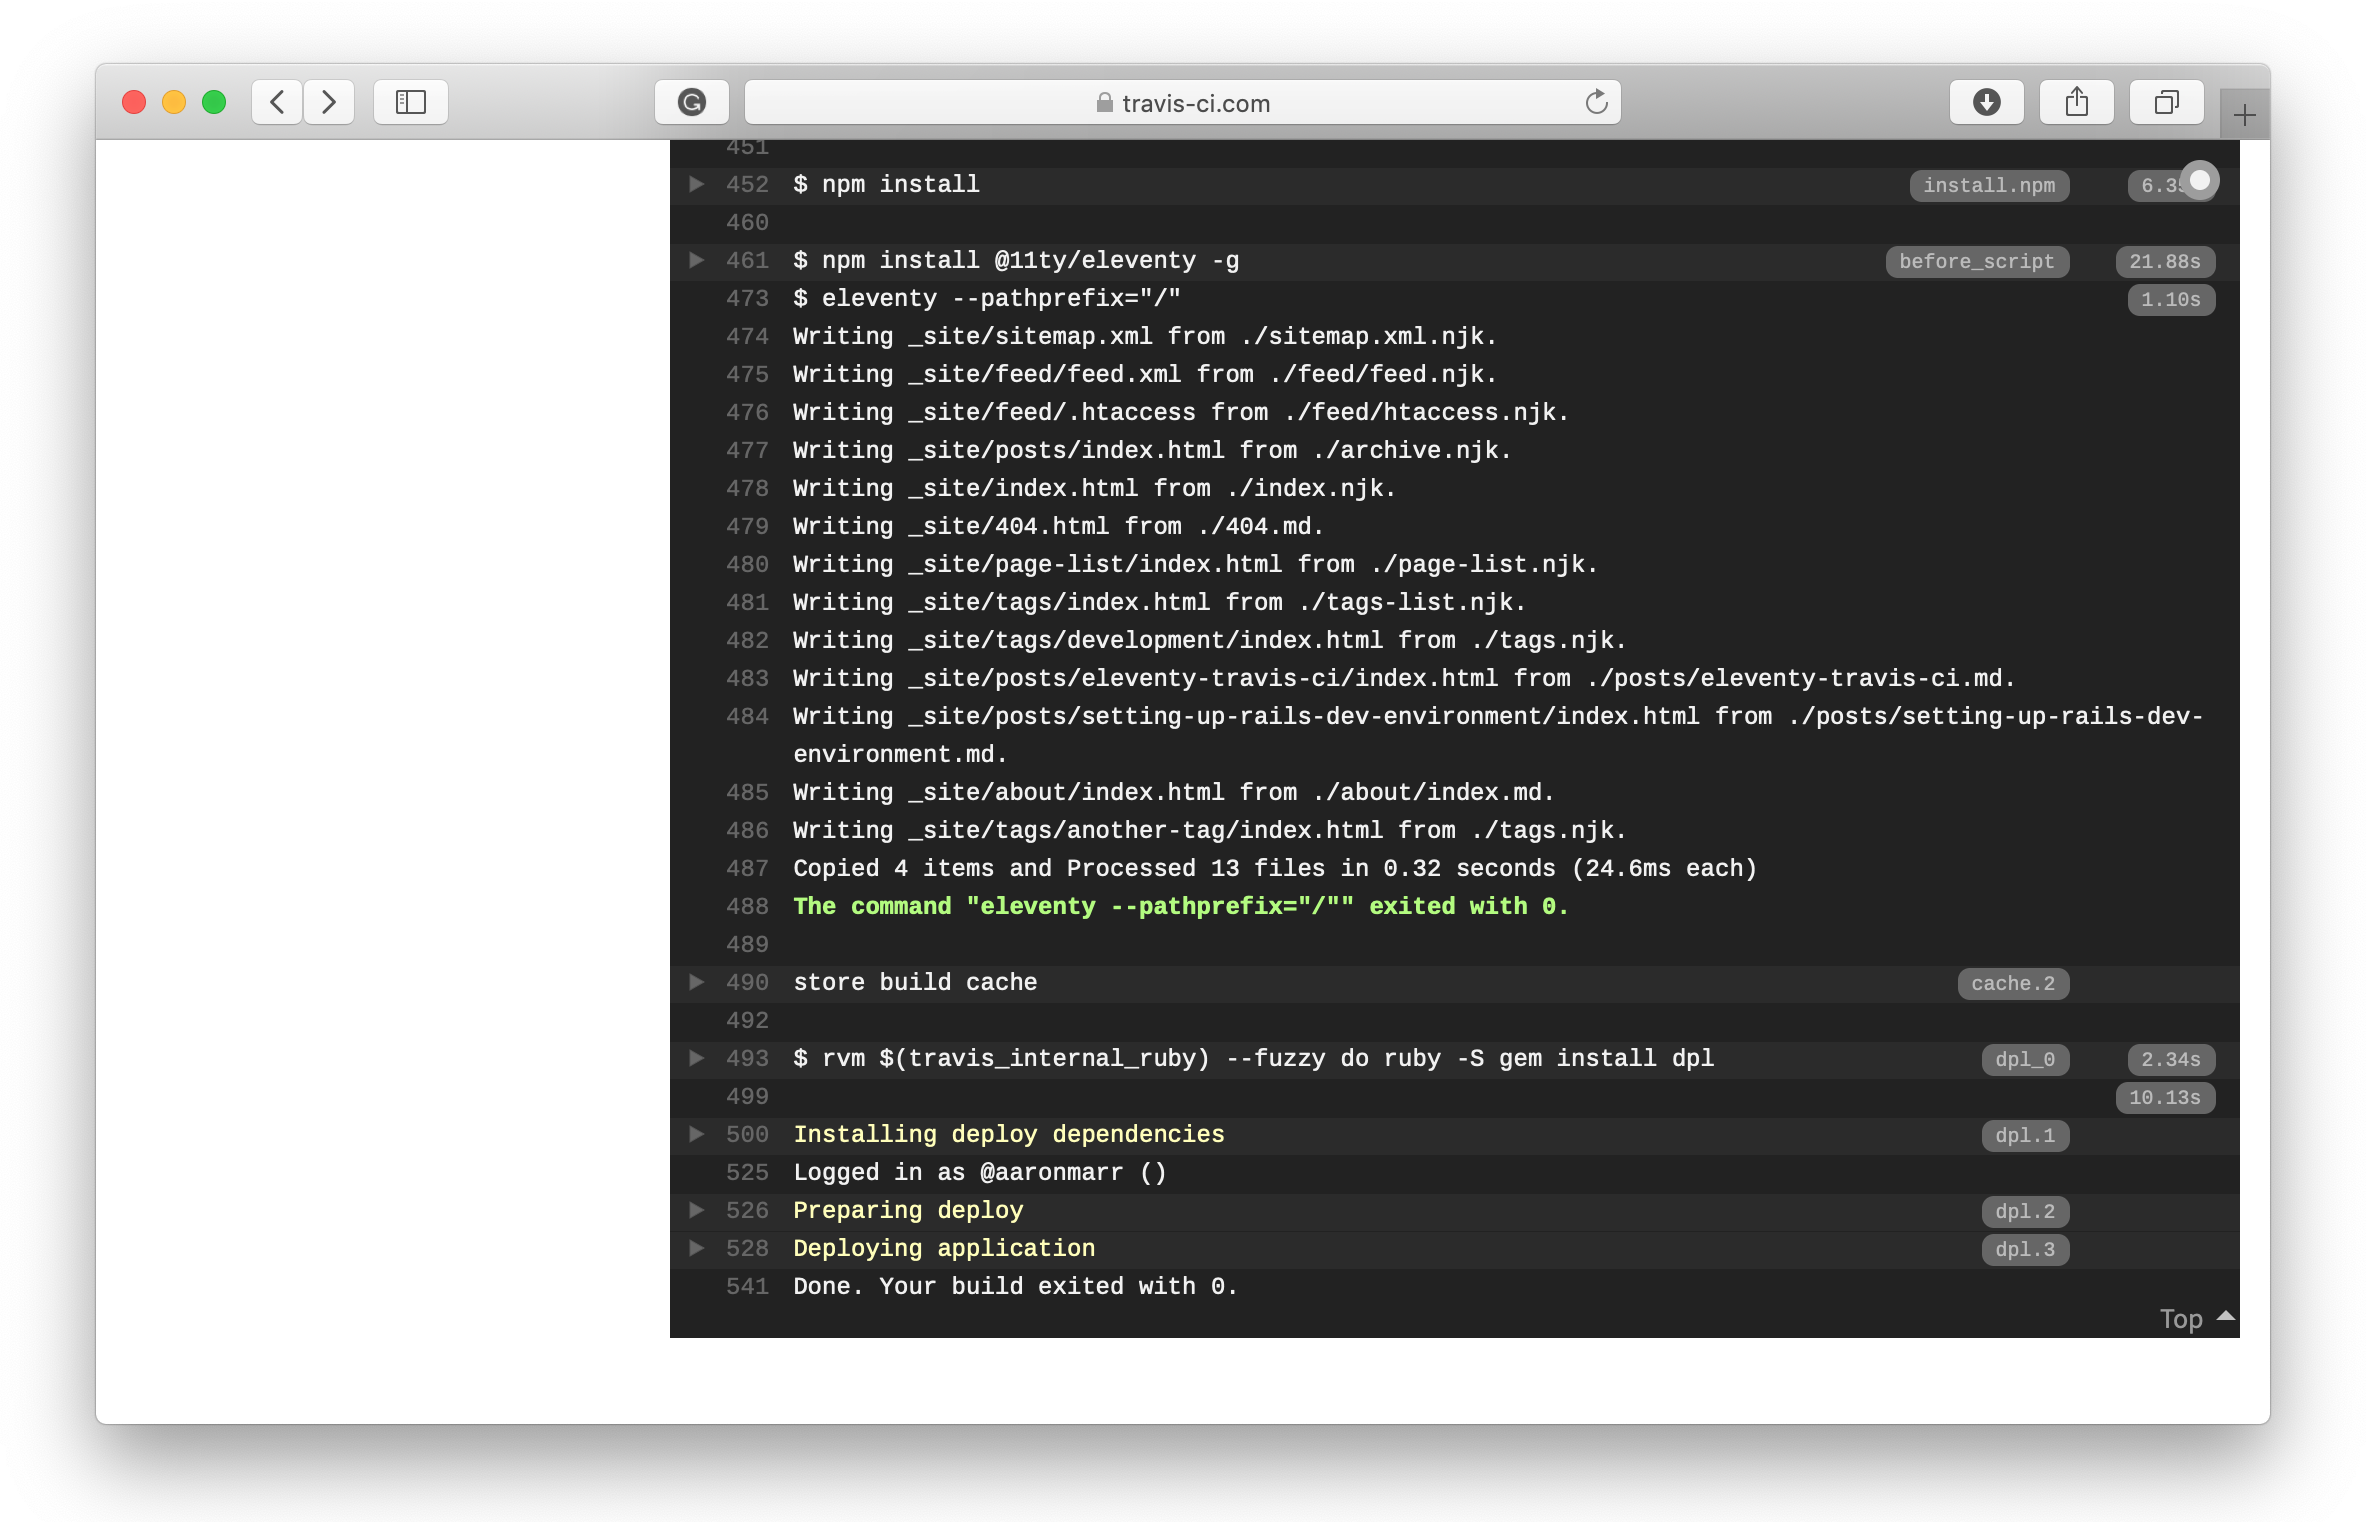 travis-ci.com
451
452 $ npm install install.npm
460
461 $ npm install @11ty/eleventy -g before_script 21.88s
473 $ eleventy --pathprefix="/" 1.10s
474 Writing _site/sitemap.xml from ./sitemap.xml.njk.
475 Writing _site/feed/feed.xml from ./feed/feed.njk.
476 Writing _site/feed/.htaccess from ./feed/htaccess.njk.
477 Writing _site/posts/index.html from ./archive.njk.
478 Writing _site/index.html from ./index.njk.
479 Writing _site/404.html from ./404.md.
480 Writing _site/page-list/index.html from ./page-list.njk.
481 Writing _site/tags/index.html from ./tags-list.njk.
482 Writing _site/tags/development/index.html from ./tags.njk.
483 Writing _site/posts/eleventy-travis-ci/index.html from ./posts/eleventy-travis-ci.md.
484 Writing _site/posts/setting-up-rails-dev-environment/index.html from ./posts/setting-up-rails-dev-
environment.md.
485 Writing _site/about/index.html from ./about/index.md.
486 Writing _site/tags/another-tag/index.html from ./tags.njk.
487 Copied 4 items and Processed 13 files in 0.32 seconds (24.6ms each)
488 The command "eleventy --pathprefix="/"" exited with 0.
489
490 store build cache cache.2
492
493 $ rvm $(travis_internal_ruby) --fuzzy do ruby -S gem install dpl dpl_0 2.34s
499 10.13s
500 Installing deploy dependencies dpl.1
525 Logged in as @aaronmarr ()
526 Preparing deploy dpl.2
528 Deploying application dpl.3
541 Done. Your build exited with 0.
Top